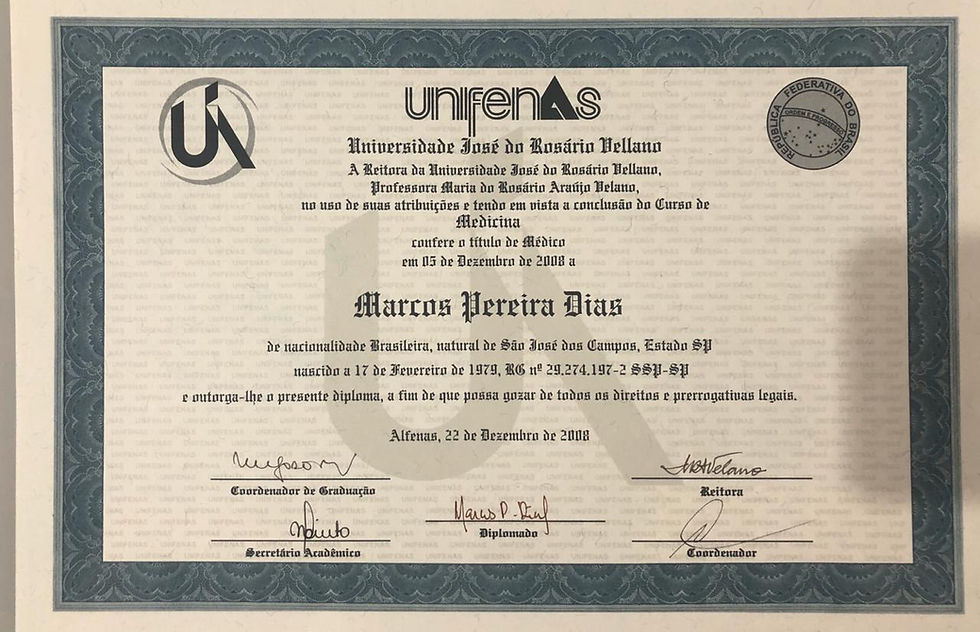 unifenas
REPÚBLICA FEDERATIVA DO BRASIL
ORDEM E PROGRESSO
Universidade José do Rosário Vellano
A Reitora da Universidade José do Rosário Vellano,
Professora Maria do Rosário Araújo Velano,
no uso de suas atribuições e tendo em vista a conclusão do Curso de
Medicina
confere o título de Médico
em 05 de Dezembro de 2008 a
Marcos Pereira Dias
de nacionalidade Brasileira, natural de São José dos Campos, Estado SP
nascido a 17 de Fevereiro de 1979, RG nº 29.274.197-2 SSP-SP
e outorga-lhe o presente diploma, a fim de que possa gozar de todos os direitos e prerrogativas legais.
Alfenas, 22 de Dezembro de 2008
Coordenador de Graduação
Reitora
Marcos P. Dias
Diplomado
Secretário Acadêmico
Coordenador